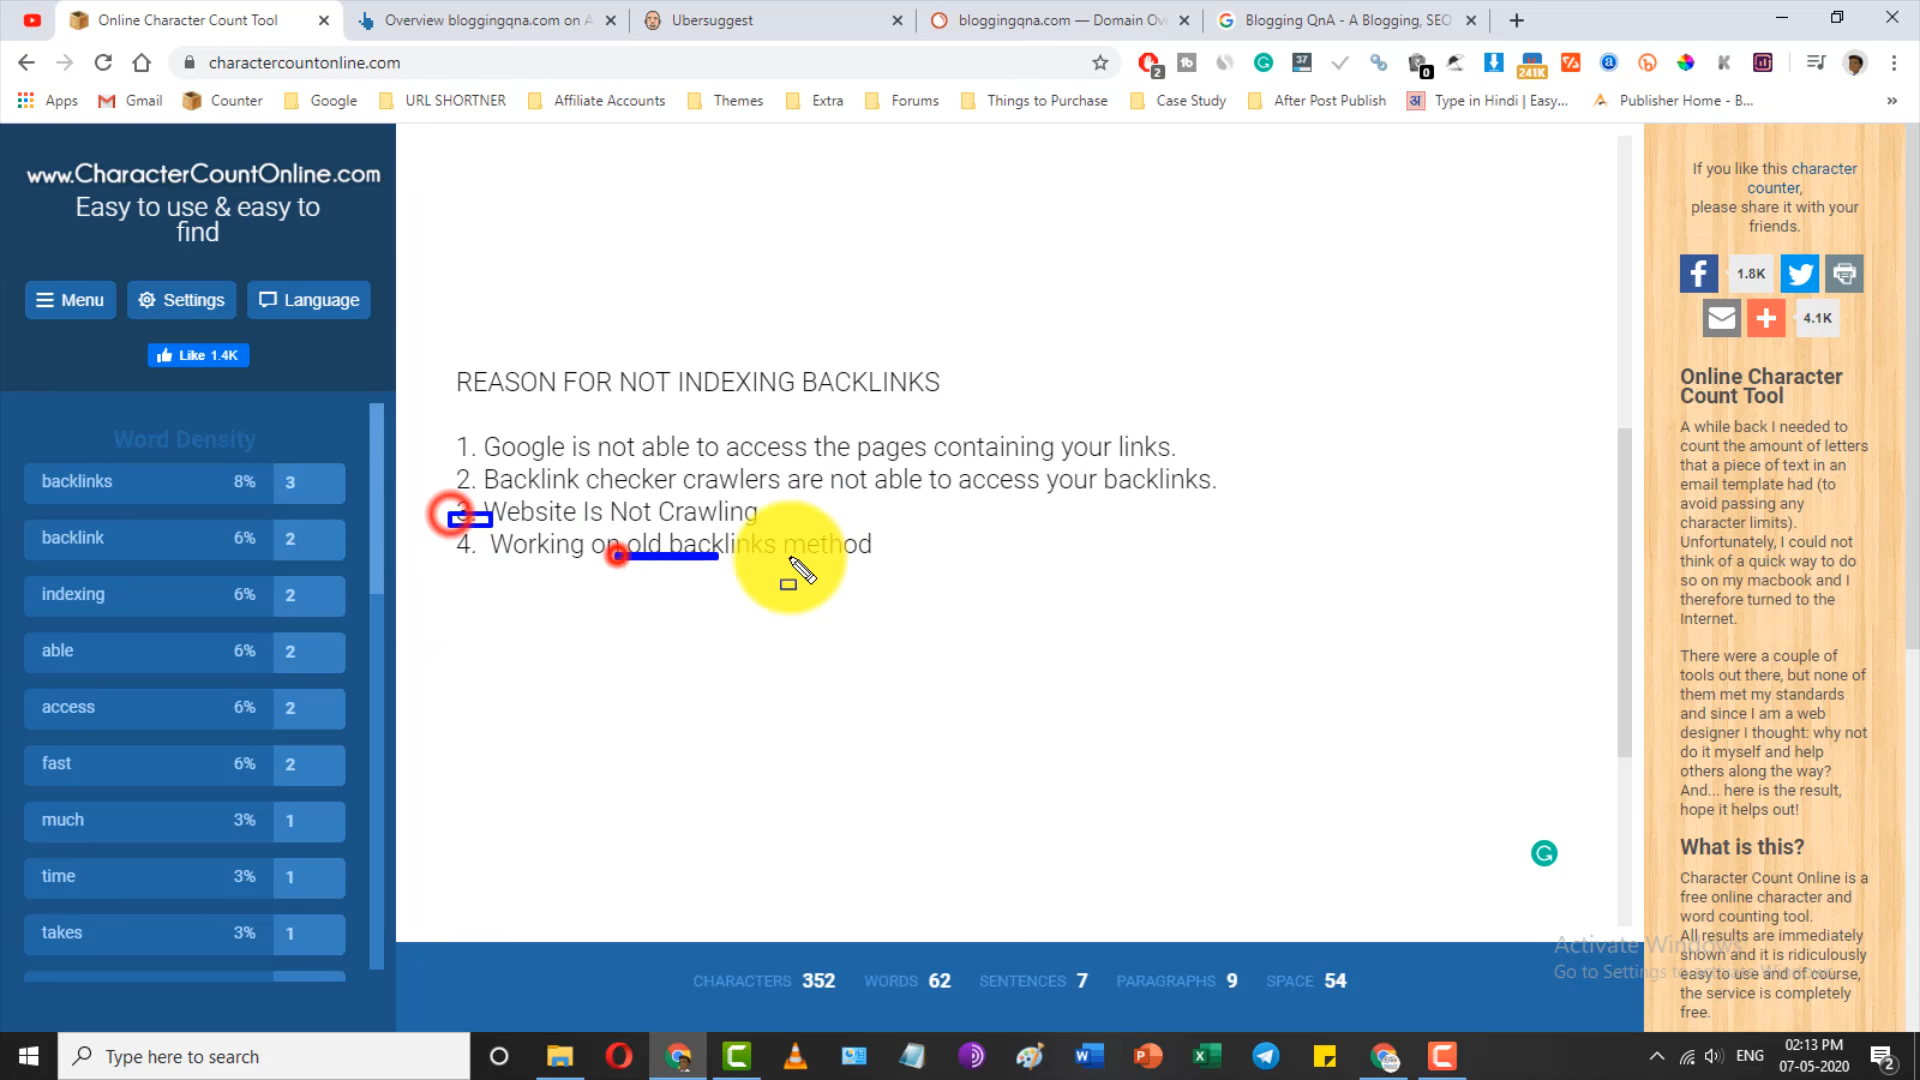 Online Character Count Tool
Overview bloggingqna.com on A
Ubersuggest
bloggingqna.com — Domain Ove
Blogging QnA - A Blogging, SEO
charactercountonline.com
2
37
0
241K
Apps
Gmail
Counter
Google
URL SHORTNER
Affiliate Accounts
Themes
Extra
Forums
Things to Purchase
Case Study
After Post Publish
अ Type in Hindi | Easy...
Publisher Home - B...
www.CharacterCountOnline.com
Easy to use & easy to
find
Menu
Settings
Language
Like 1.4K
Word Density
backlinks 8% 3
backlink 6% 2
indexing 6% 2
able 6% 2
access 6% 2
fast 6% 2
much 3% 1
time 3% 1
takes 3% 1
REASON FOR NOT INDEXING BACKLINKS
1. Google is not able to access the pages containing your links.
2. Backlink checker crawlers are not able to access your backlinks.
3. Website Is Not Crawling
4. Working on old backlinks method
CHARACTERS 352 WORDS 62 SENTENCES 7 PARAGRAPHS 9 SPACE 54
If you like this character
counter,
please share it with your
friends.
1.8K
4.1K
Online Character
Count Tool
A while back I needed to
count the amount of letters
that a piece of text in an
email template had (to
avoid passing any
character limits).
Unfortunately, I could not
think of a quick way to do
so on my macbook and I
therefore turned to the
Internet.
There were a couple of
tools out there, but none of
them met my standards
and since I am a web
designer I thought: why not
do it myself and help
others along the way?
And... here is the result,
hope it helps out!
What is this?
Character Count Online is a
free online character and
word counting tool.
All results are immediately
shown and it is ridiculously
easy to use and of course,
the service is completely
free.
Activate Windows
Go to Settings to activate Windows.
Type here to search
ENG
02:13 PM
07-05-2020
2